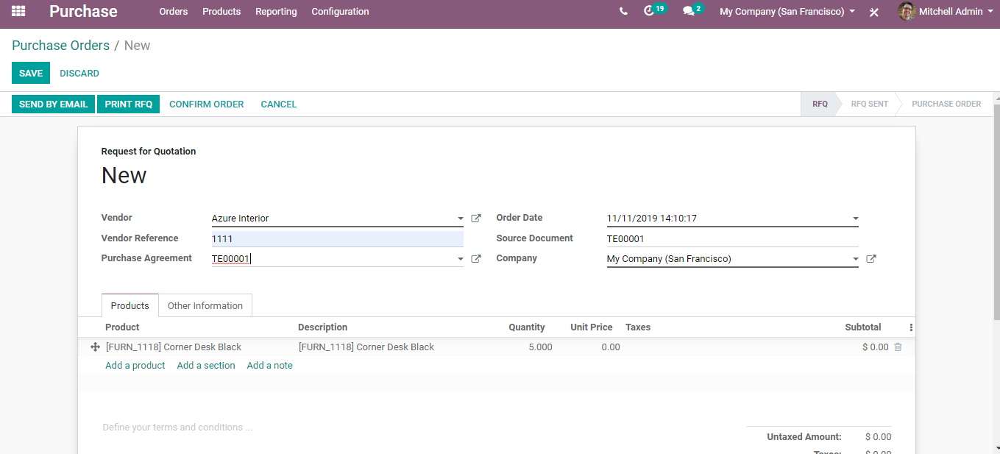 Purchase Orders Products Reporting Configuration 19 2 My Company (San Francisco) Mitchell Admin
Purchase Orders / New
SAVE DISCARD
SEND BY EMAIL PRINT RFQ CONFIRM ORDER CANCEL RFQ RFQ SENT PURCHASE ORDER
Request for Quotation
New
Vendor Azure Interior Order Date 11/11/2019 14:10:17
Vendor Reference 1111 Source Document TE00001
Purchase Agreement TE00001 Company My Company (San Francisco)
Products Other Information
Product Description Quantity Unit Price Taxes Subtotal
[FURN_1118] Corner Desk Black [FURN_1118] Corner Desk Black 5.000 0.00 $ 0.00
Add a product Add a section Add a note
Define your terms and conditions ...
Untaxed Amount: $ 0.00
Taxes: $ 0.00